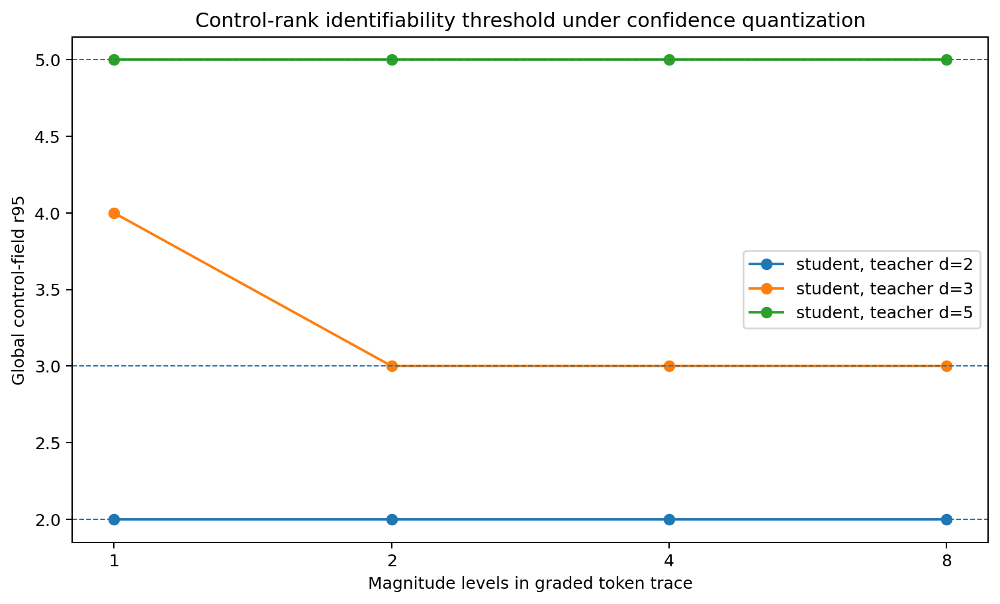 Control-rank identifiability threshold under confidence quantization
Global control-field r95
5.0
4.5
4.0
3.5
3.0
2.5
2.0
student, teacher d=2
student, teacher d=3
student, teacher d=5
1 2 4 8
Magnitude levels in graded token trace